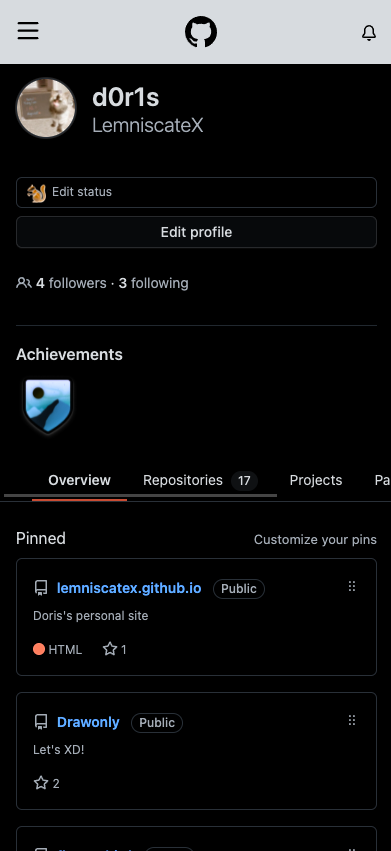 d0r1s
LemniscateX
Edit status
Edit profile
4 followers · 3 following
Achievements
Overview Repositories 17 Projects Pa
Pinned Customize your pins
lemniscatex.github.io Public
Doris's personal site
HTML 1
Drawonly Public
Let's XD!
2